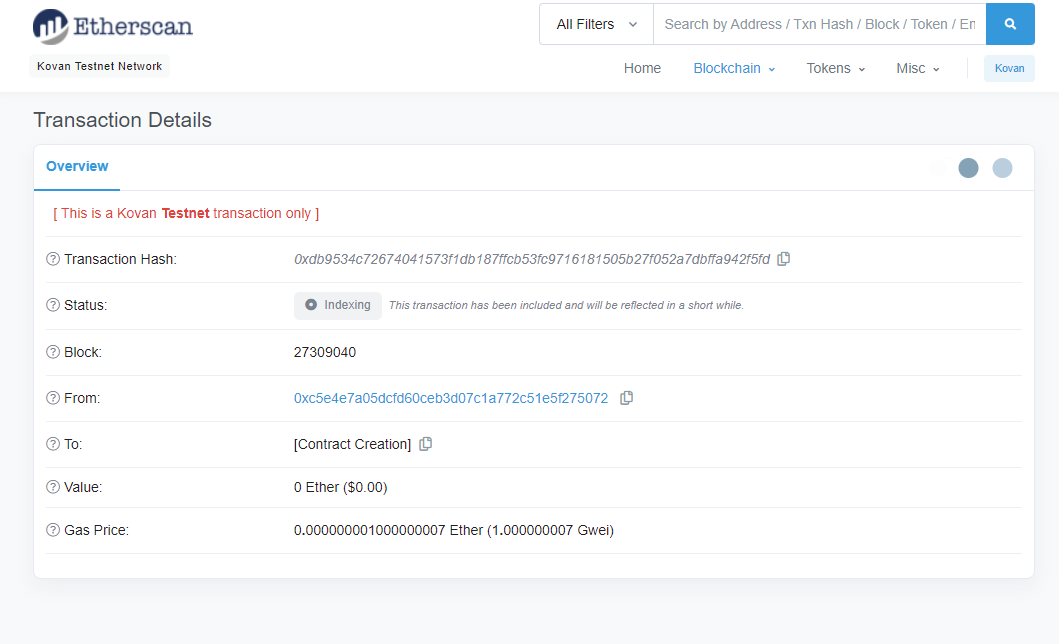 Etherscan
All Filters
Search by Address / Txn Hash / Block / Token / En
Kovan Testnet Network
Home Blockchain Tokens Misc Kovan
Transaction Details
Overview
[ This is a Kovan Testnet transaction only ]
Transaction Hash: 0xdb9534c72674041573f1db187ffcb53fc9716181505b27f052a7dbffa942f5fd
Status: Indexing This transaction has been included and will be reflected in a short while.
Block: 27309040
From: 0xc5e4e7a05dcfd60ceb3d07c1a772c51e5f275072
To: [Contract Creation]
Value: 0 Ether ($0.00)
Gas Price: 0.000000001000000007 Ether (1.000000007 Gwei)